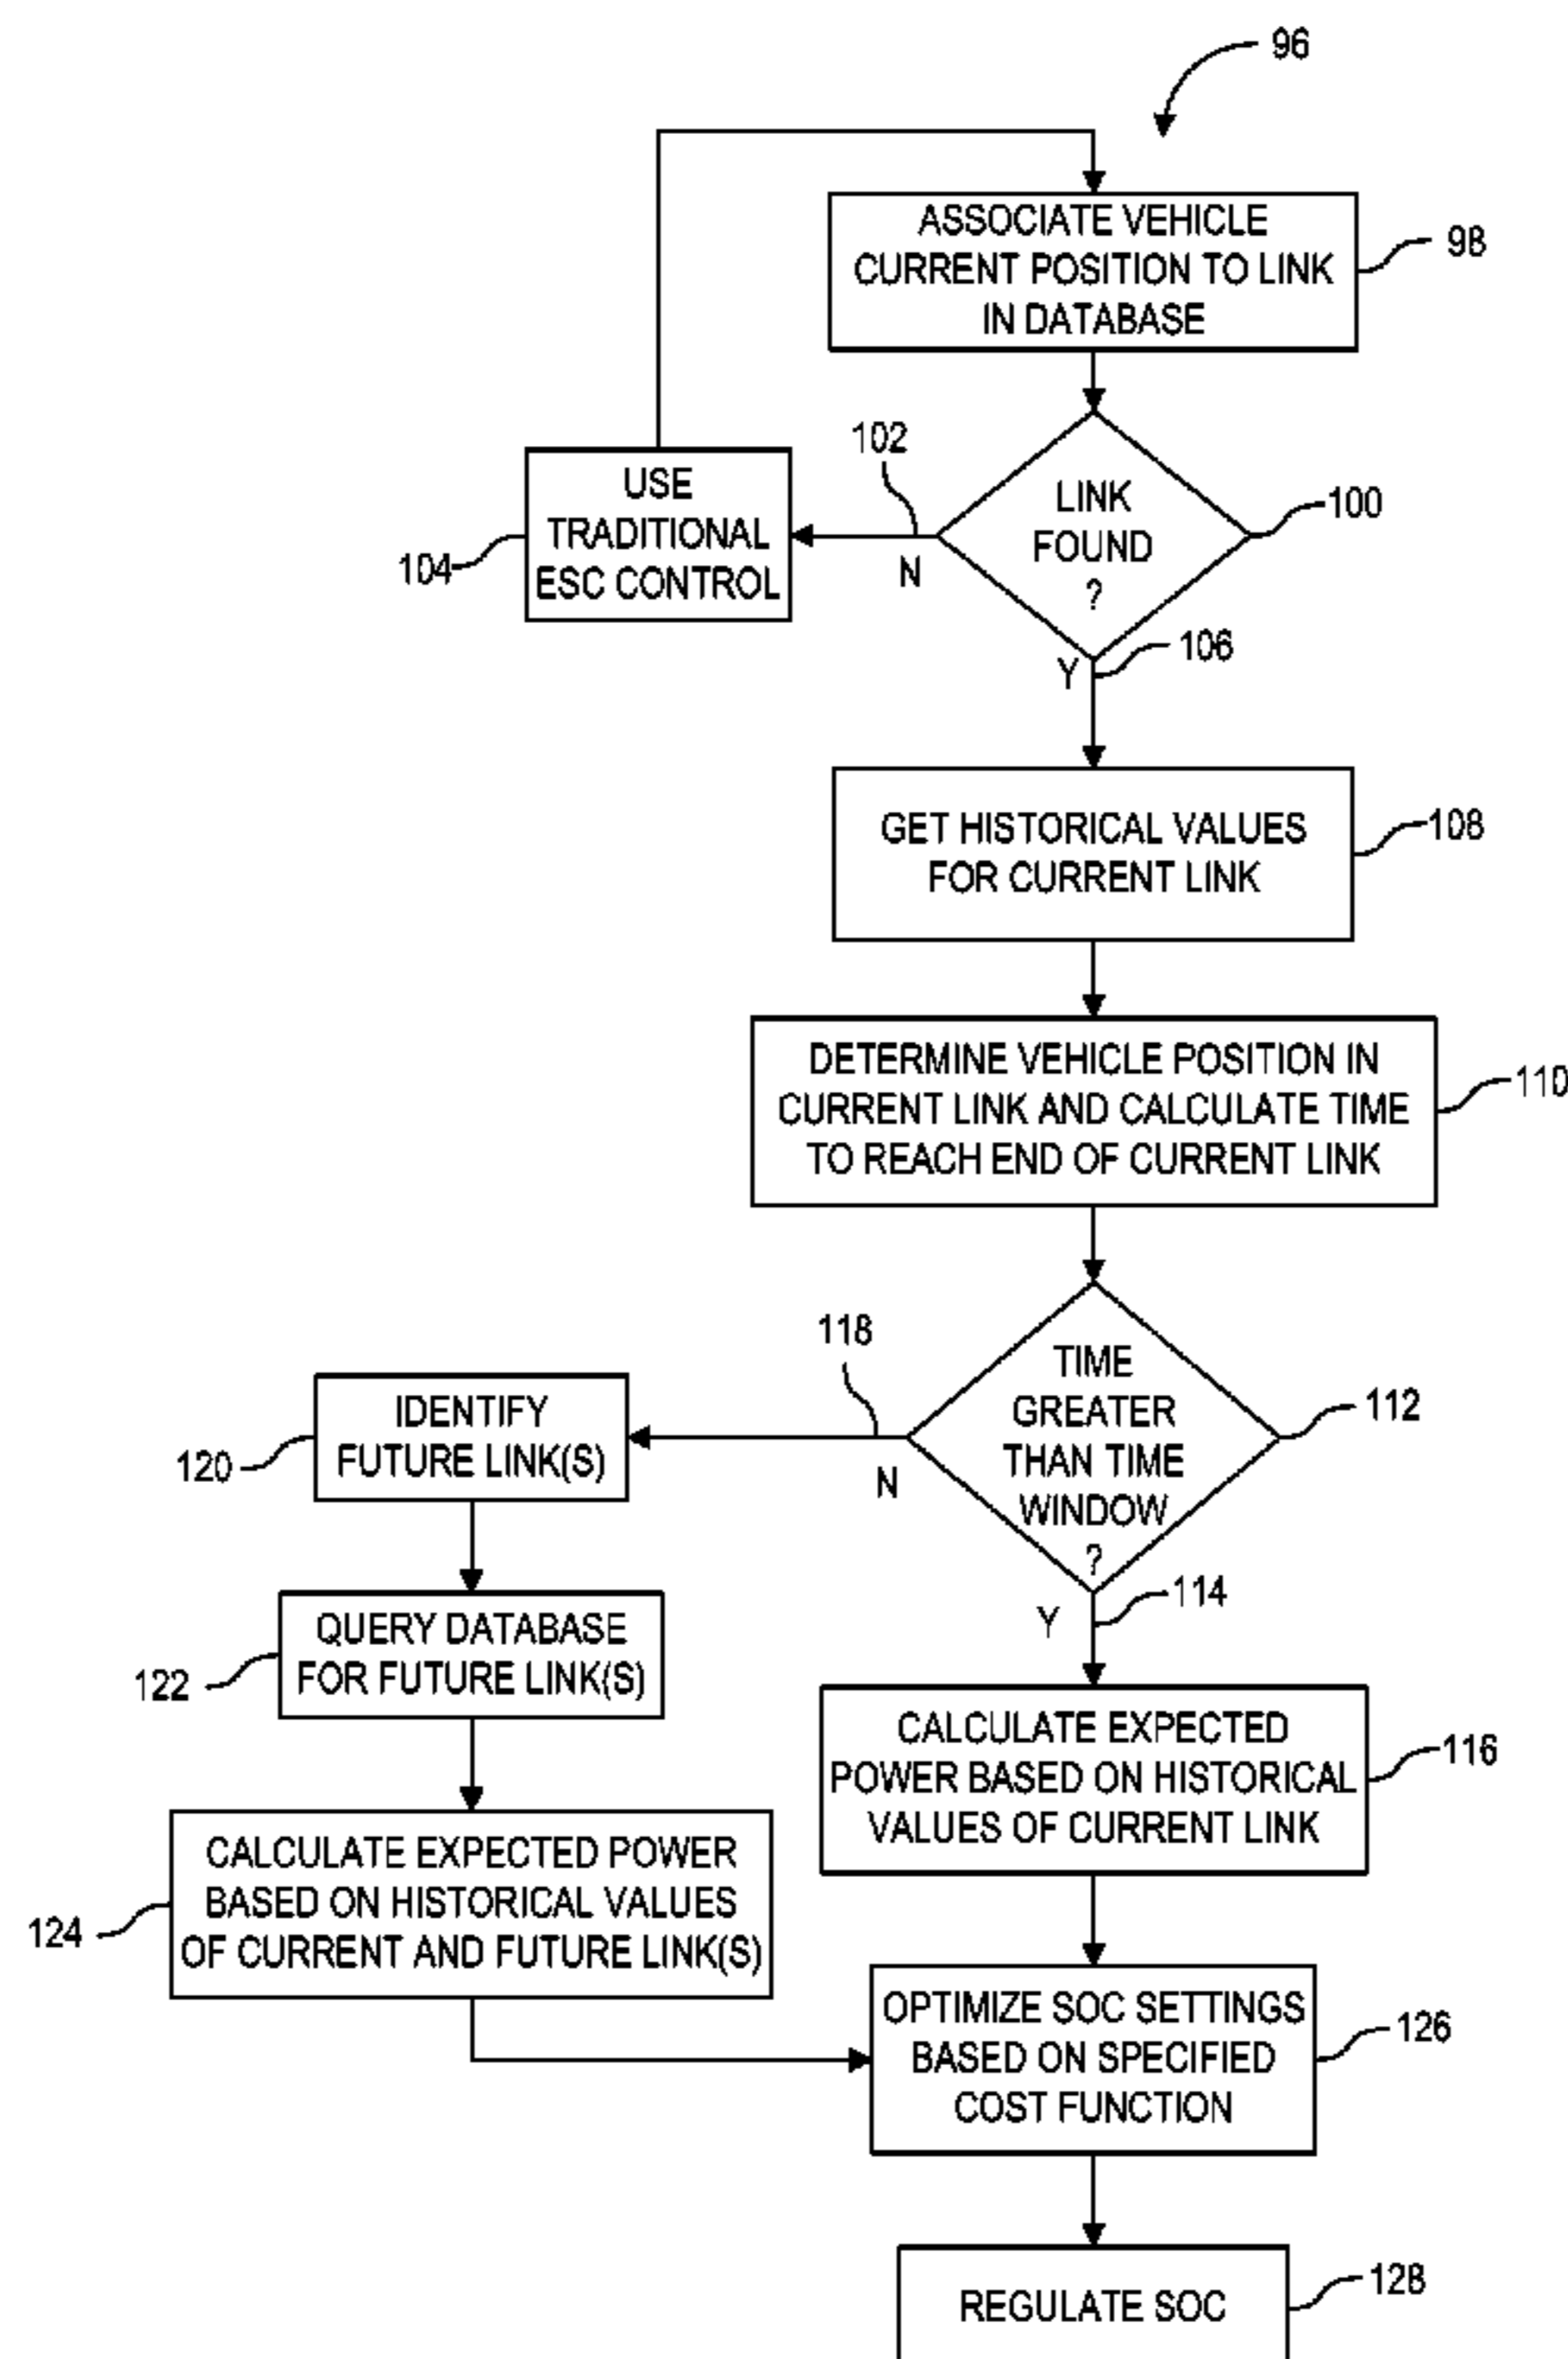 96
ASSOCIATE VEHICLE
CURRENT POSITION TO LINK
IN DATABASE
98
LINK
FOUND
?
100
102
N
USE
TRADITIONAL
ESC CONTROL
104
Y
106
GET HISTORICAL VALUES
FOR CURRENT LINK
108
DETERMINE VEHICLE POSITION IN
CURRENT LINK AND CALCULATE TIME
TO REACH END OF CURRENT LINK
110
TIME
GREATER
THAN TIME
WINDOW
?
112
118
N
IDENTIFY
FUTURE LINK(S)
120
QUERY DATABASE
FOR FUTURE LINK(S)
122
CALCULATE EXPECTED POWER
BASED ON HISTORICAL VALUES
OF CURRENT AND FUTURE LINK(S)
124
Y
114
CALCULATE EXPECTED
POWER BASED ON HISTORICAL
VALUES OF CURRENT LINK
116
OPTIMIZE SOC SETTINGS
BASED ON SPECIFIED
COST FUNCTION
126
REGULATE SOC
128